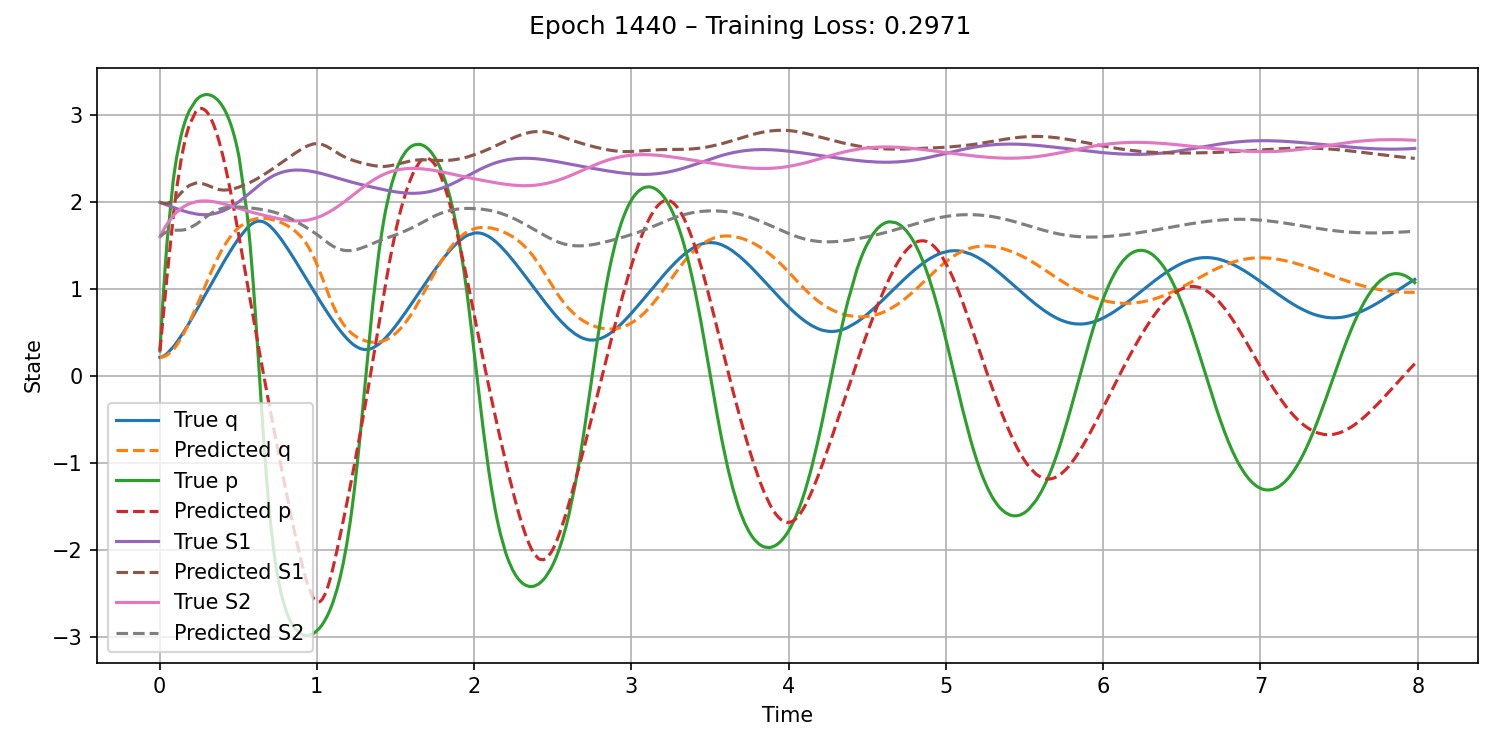 Epoch 1440 – Training Loss: 0.2971
State
3
2
1
0
−1
−2
−3
True q
Predicted q
True p
Predicted p
True S1
Predicted S1
True S2
Predicted S2
0 1 2 3 4 5 6 7 8
Time